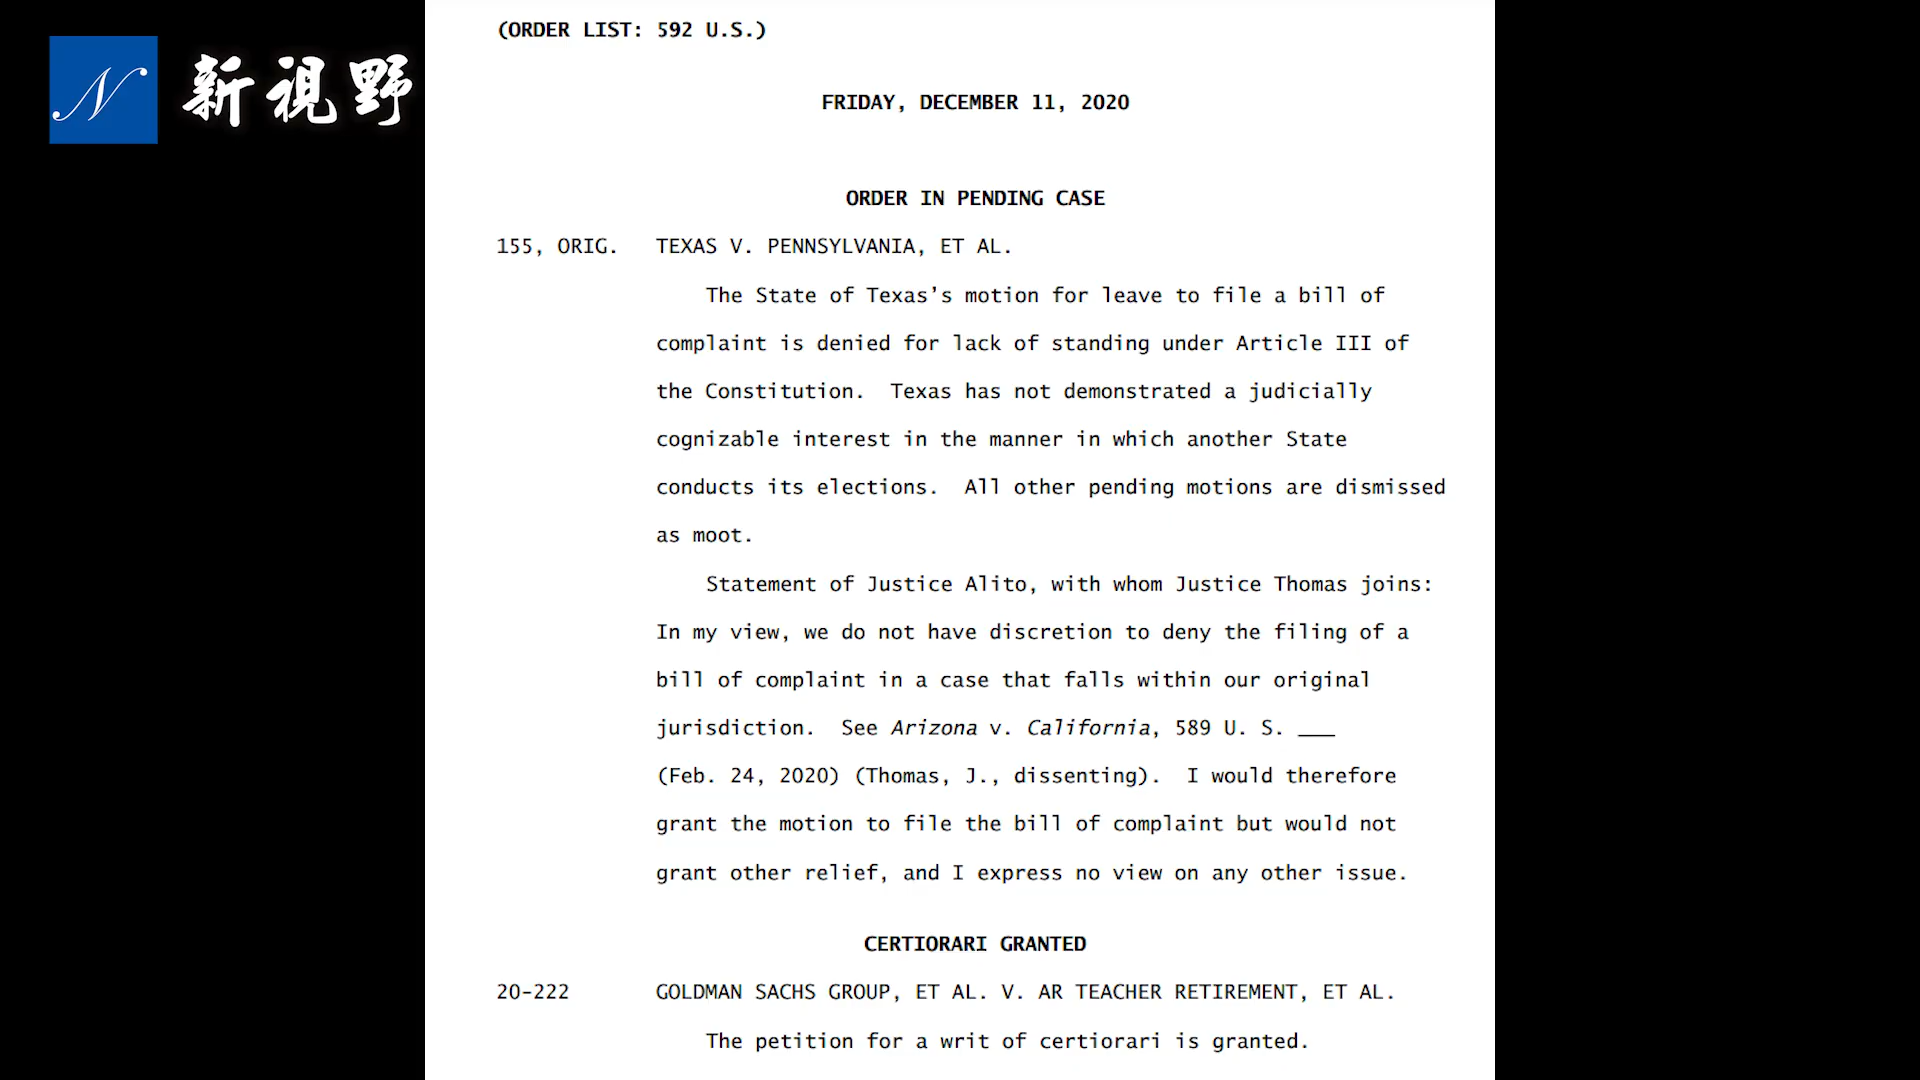 N 新視野
(ORDER LIST: 592 U.S.)
FRIDAY, DECEMBER 11, 2020
ORDER IN PENDING CASE
155, ORIG. TEXAS V. PENNSYLVANIA, ET AL.
The State of Texas’s motion for leave to file a bill of
complaint is denied for lack of standing under Article III of
the Constitution. Texas has not demonstrated a judicially
cognizable interest in the manner in which another State
conducts its elections. All other pending motions are dismissed
as moot.
Statement of Justice Alito, with whom Justice Thomas joins:
In my view, we do not have discretion to deny the filing of a
bill of complaint in a case that falls within our original
jurisdiction. See Arizona v. California, 589 U. S. ___
(Feb. 24, 2020) (Thomas, J., dissenting). I would therefore
grant the motion to file the bill of complaint but would not
grant other relief, and I express no view on any other issue.
CERTIORARI GRANTED
20-222 GOLDMAN SACHS GROUP, ET AL. V. AR TEACHER RETIREMENT, ET AL.
The petition for a writ of certiorari is granted.